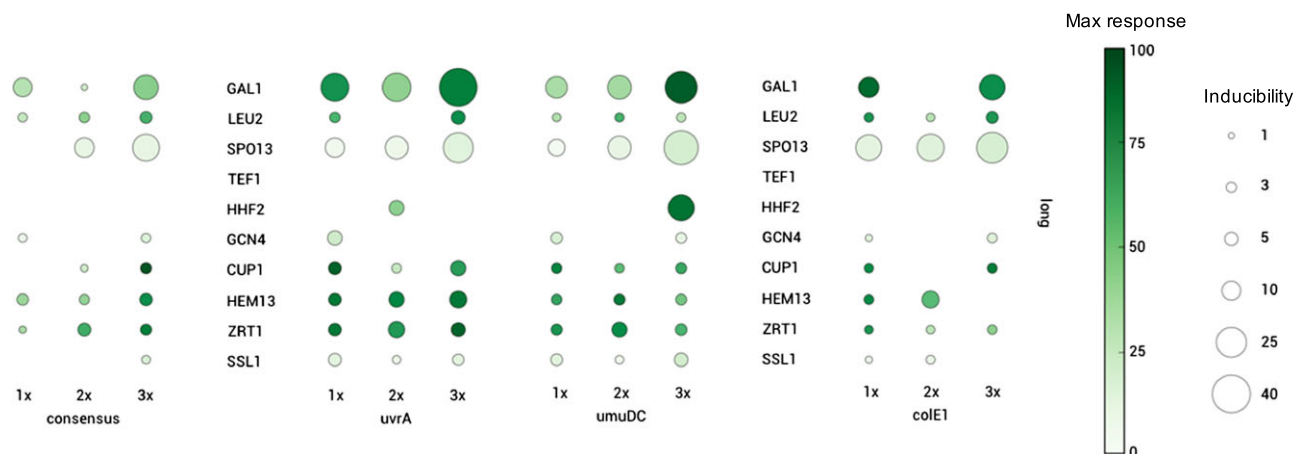 Max response
100
75
50
25
0
long
Inducibility
1
3
5
10
25
40
GAL1
LEU2
SPO13
TEF1
HHF2
GCN4
CUP1
HEM13
ZRT1
SSL1
GAL1
LEU2
SPO13
TEF1
HHF2
GCN4
CUP1
HEM13
ZRT1
SSL1
1x 2x 3x 1x 2x 3x 1x 2x 3x 1x 2x 3x
consensus uvrA umuDC colE1